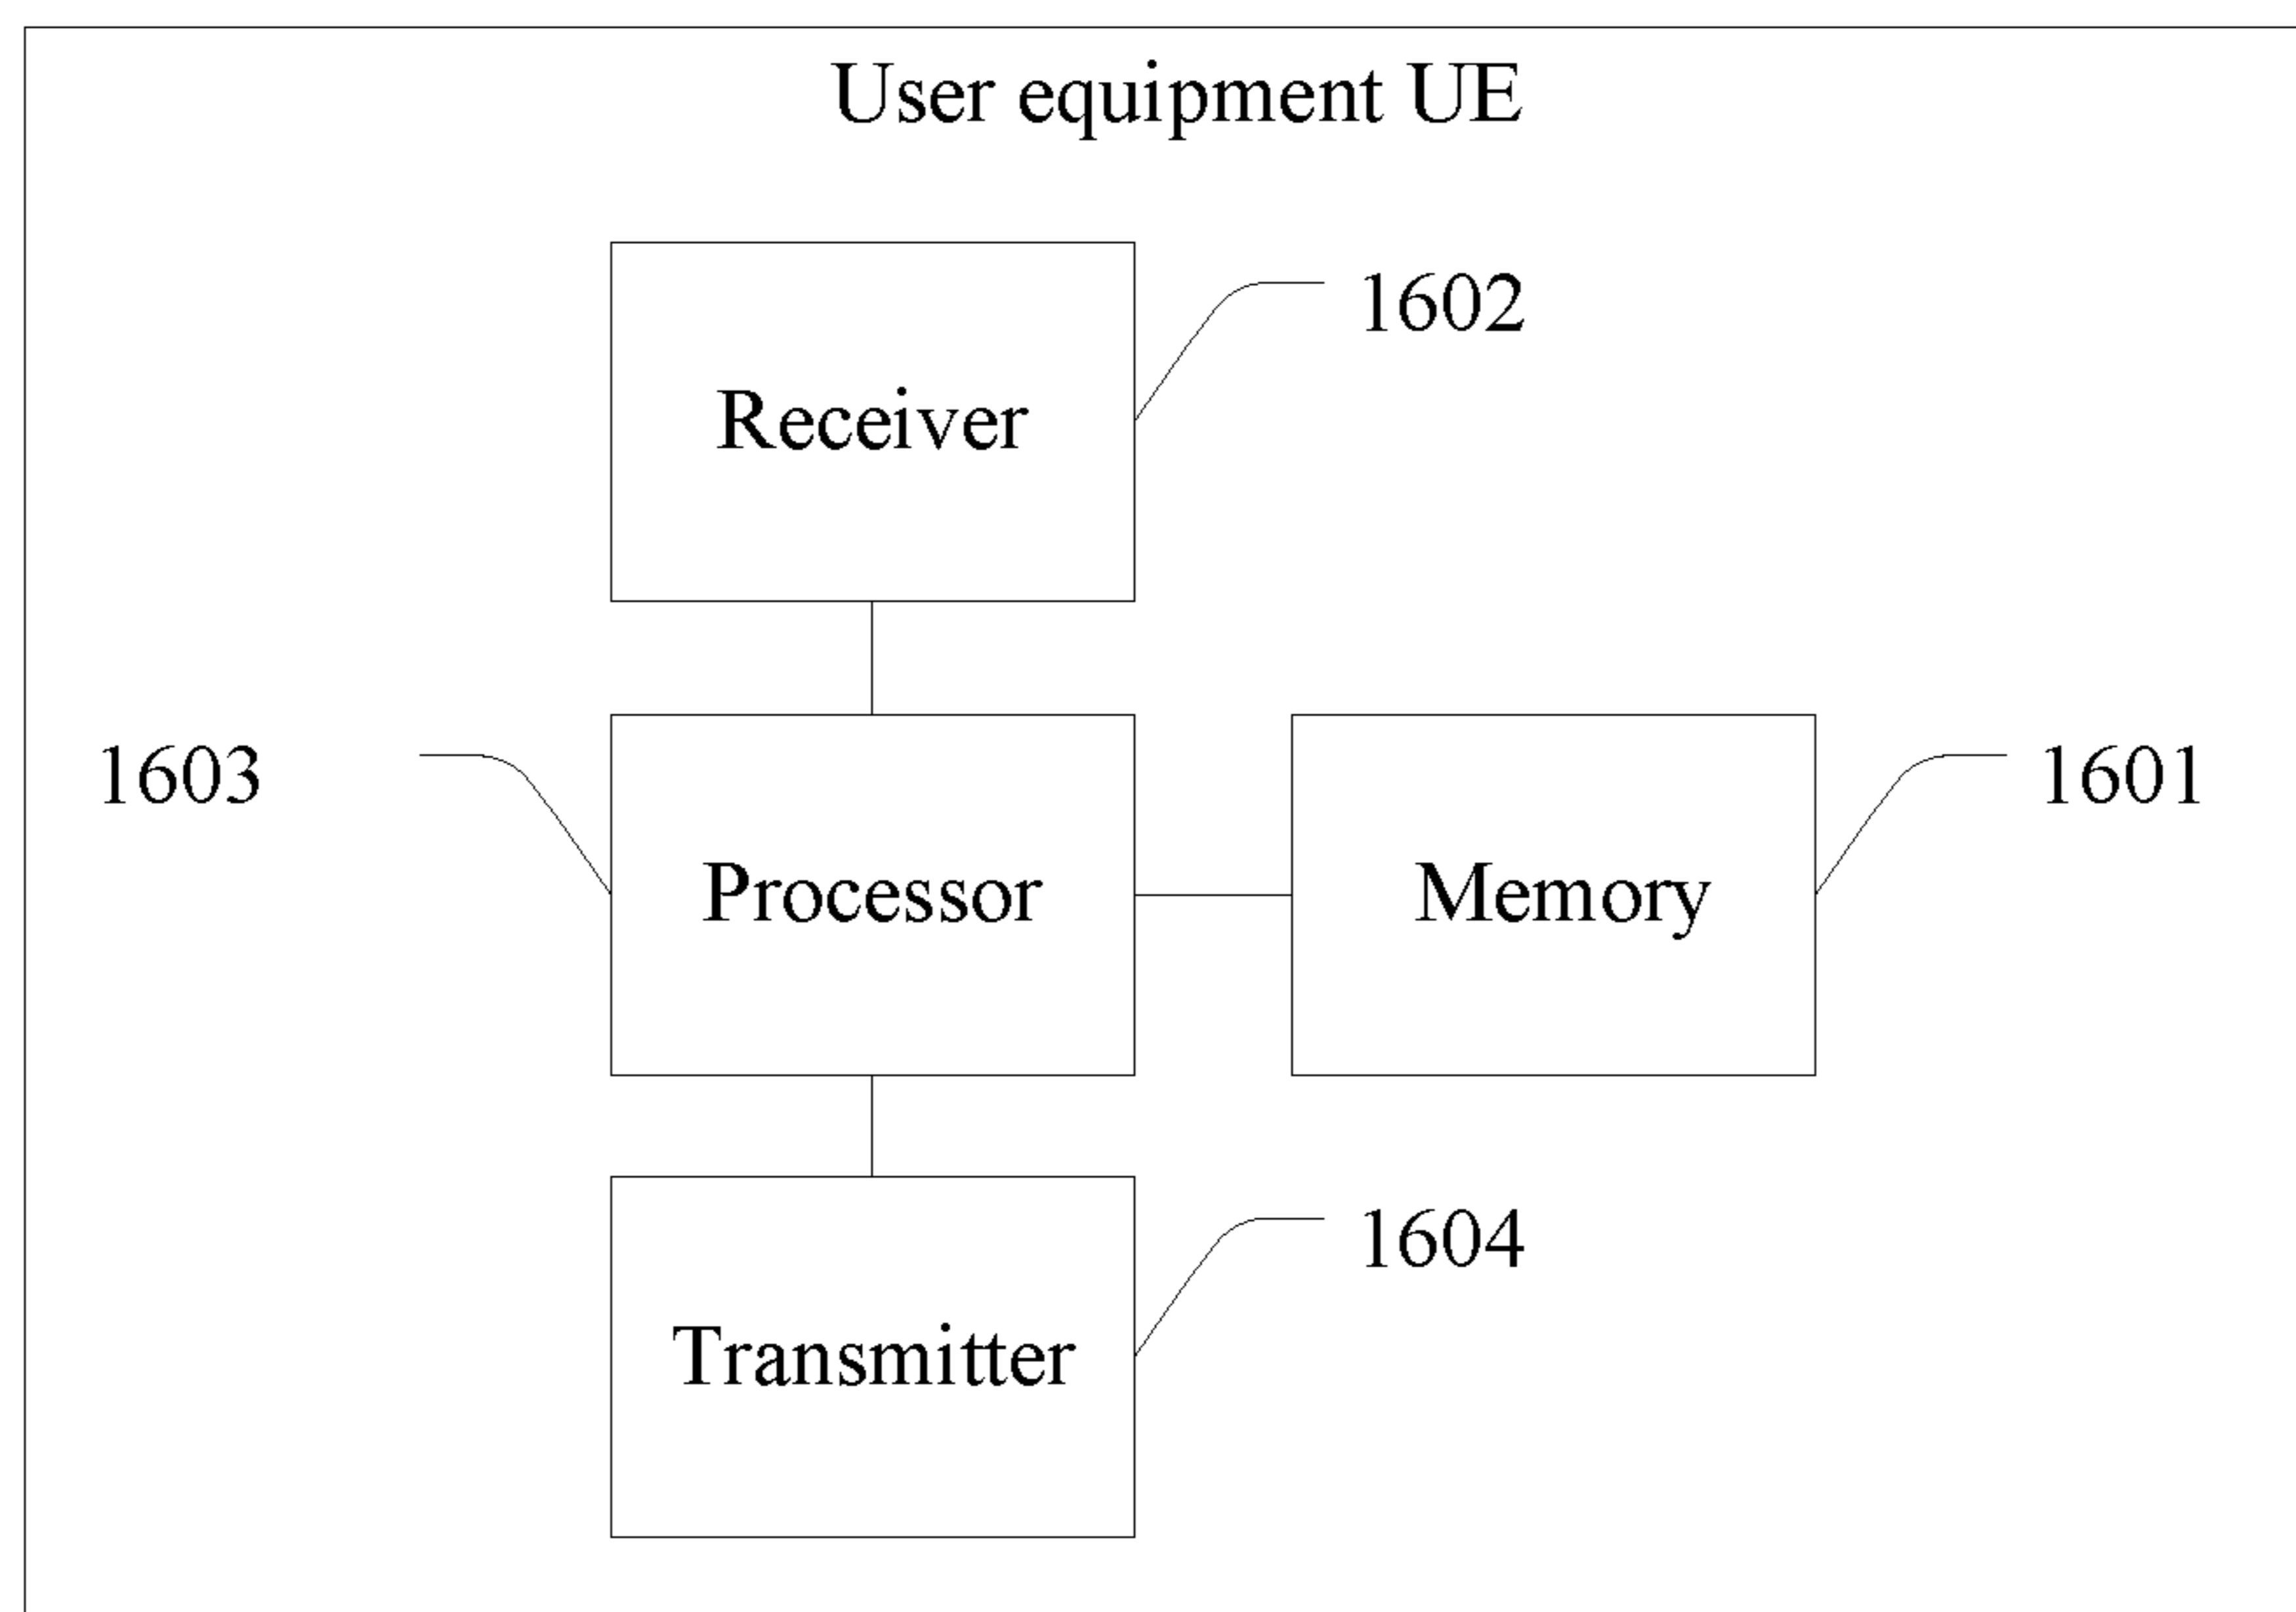 User equipment UE
1602
Receiver
1603
1601
Processor
Memory
1604
Transmitter